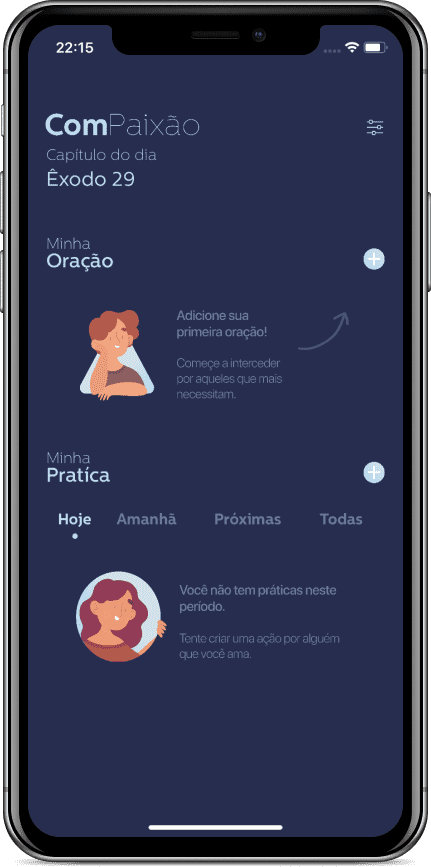 22:15
ComPaixão
Capítulo do dia
Êxodo 29
Minha
Oração
Adicione sua
primeira oração!
Começe a interceder
por aqueles que mais
necessitam.
Minha
Pratíca
Hoje Amanhã Próximas Todas
Você não tem práticas neste
período.
Tente criar uma ação por alguém
que você ama.